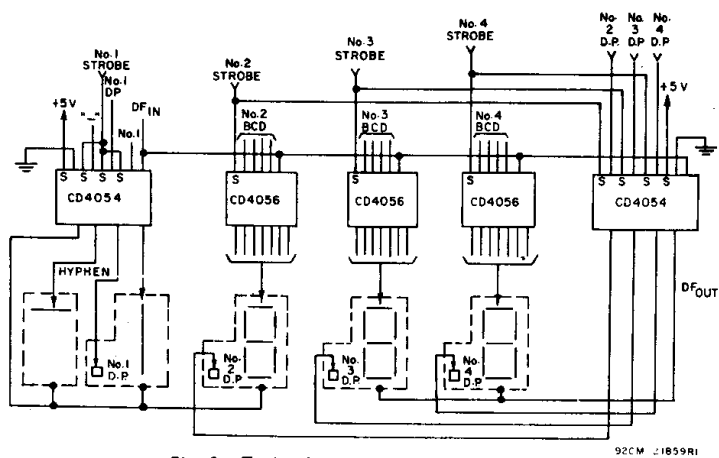 No.1
STROBE
No.1
DP
+5V
"-"
No.1
DF IN
No.2
STROBE
No.2
BCD
No.3
STROBE
No.3
BCD
No.4
STROBE
No.4
BCD
No.
2
D.P.
No.
3
D.P.
No.
4
D.P.
+5V
S S S S
CD4054
S
CD4056
S
CD4056
S
CD4056
S S S S S
CD4054
HYPHEN
No.1
D.P.
No.
2
D.P.
No.
3
D.P.
No.
4
D.P
DF OUT
92CM